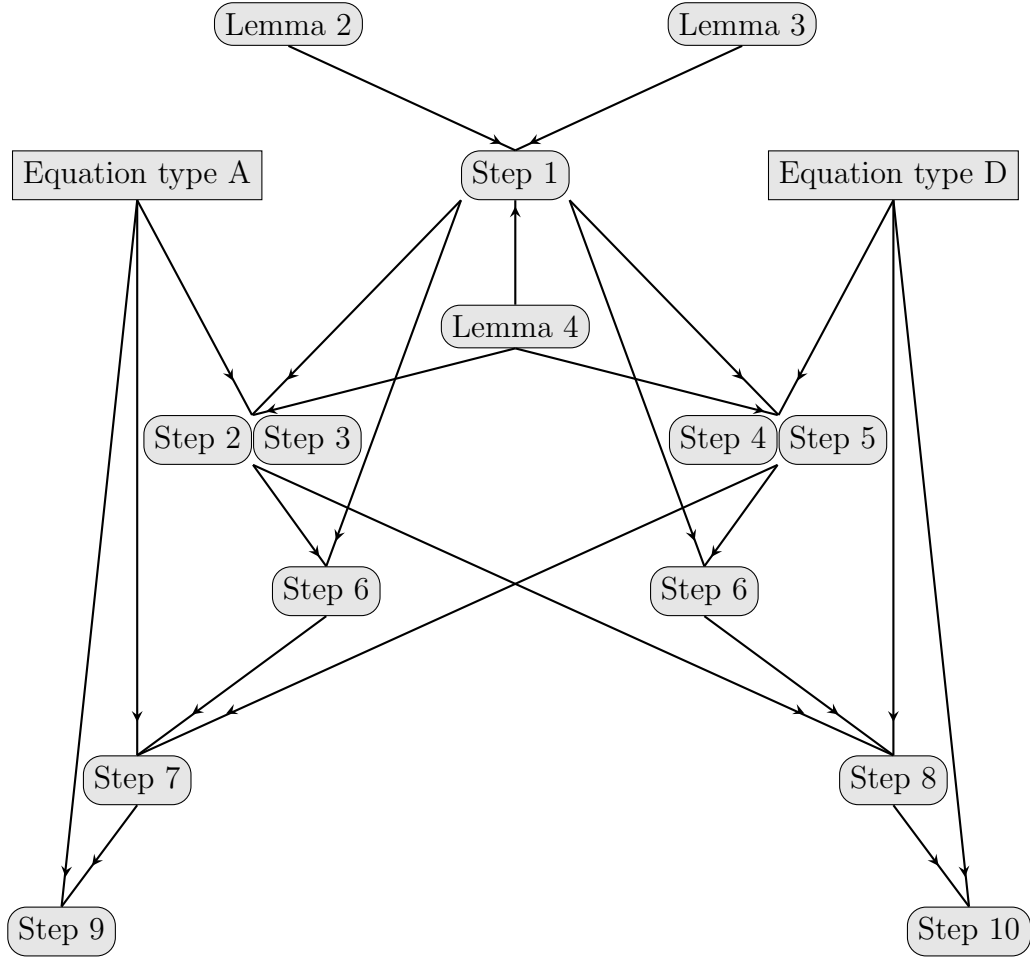 Lemma 2
Lemma 3
Equation type A
Step 1
Equation type D
Lemma 4
Step 2
Step 3
Step 4
Step 5
Step 6
Step 6
Step 7
Step 8
Step 9
Step 10